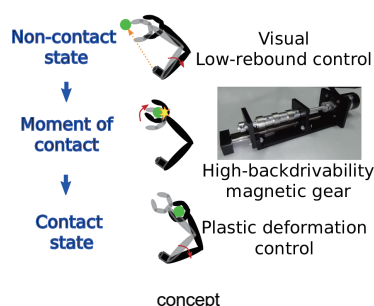 Non-contact
state
Visual
Low-rebound control
Moment of
contact
High-backdrivability
magnetic gear
Contact
state
Plastic deformation
control
concept